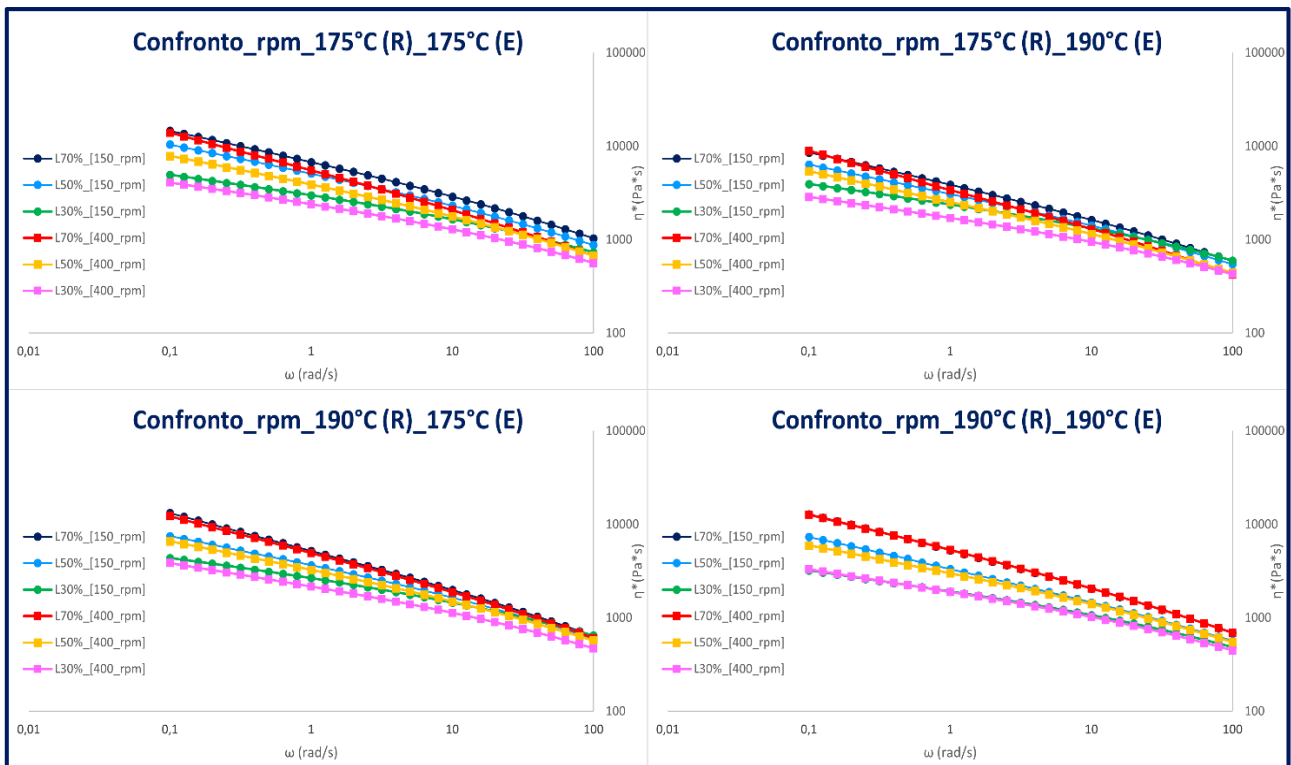 Confronto_rpm_175°C (R)_175°C (E)
100000
10000
1000
100
η*(Pa*s)
L70%_[150_rpm]
L50%_[150_rpm]
L30%_[150_rpm]
L70%_[400_rpm]
L50%_[400_rpm]
L30%_[400_rpm]
0,01
0,1
1
10
100
ω (rad/s)
Confronto_rpm_175°C (R)_190°C (E)
100000
10000
1000
100
η*(Pa*s)
L70%_[150_rpm]
L50%_[150_rpm]
L30%_[150_rpm]
L70%_[400_rpm]
L50%_[400_rpm]
L30%_[400_rpm]
0,01
0,1
1
10
100
ω (rad/s)
Confronto_rpm_190°C (R)_175°C (E)
100000
10000
1000
100
η*(Pa*s)
L70%_[150_rpm]
L50%_[150_rpm]
L30%_[150_rpm]
L70%_[400_rpm]
L50%_[400_rpm]
L30%_[400_rpm]
0,01
0,1
1
10
100
ω (rad/s)
Confronto_rpm_190°C (R)_190°C (E)
100000
10000
1000
100
η*(Pa*s)
L70%_[150_rpm]
L50%_[150_rpm]
L30%_[150_rpm]
L70%_[400_rpm]
L50%_[400_rpm]
L30%_[400_rpm]
0,01
0,1
1
10
100
ω (rad/s)